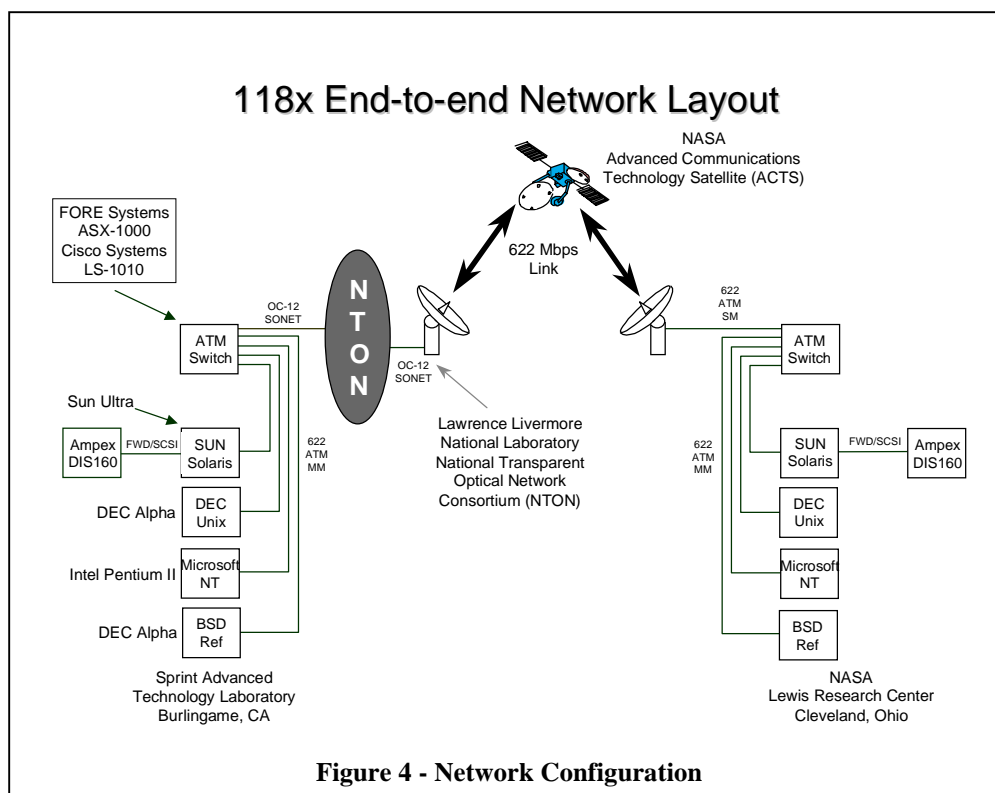 118x End-to-end Network Layout
NASA
Advanced Communications
Technology Satellite (ACTS)
FORE Systems
ASX-1000
Cisco Systems
LS-1010
622 Mbps
Link
N
T
O
N
OC-12
SONET
622
ATM
SM
ATM
Switch
OC-12
SONET
ATM
Switch
Sun Ultra
Lawrence Livermore
National Laboratory
National Transparent
Optical Network
Consortium (NTON)
Ampex
DIS160
FWD/SCSI
SUN
Solaris
622
ATM
MM
622
ATM
MM
SUN
Solaris
FWD/SCSI
Ampex
DIS160
DEC Alpha
DEC
Unix
DEC
Unix
Intel Pentium II
Microsoft
NT
Microsoft
NT
DEC Alpha
BSD
Ref
BSD
Ref
Sprint Advanced
Technology Laboratory
Burlingame, CA
NASA
Lewis Research Center
Cleveland, Ohio
Figure 4 - Network Configuration